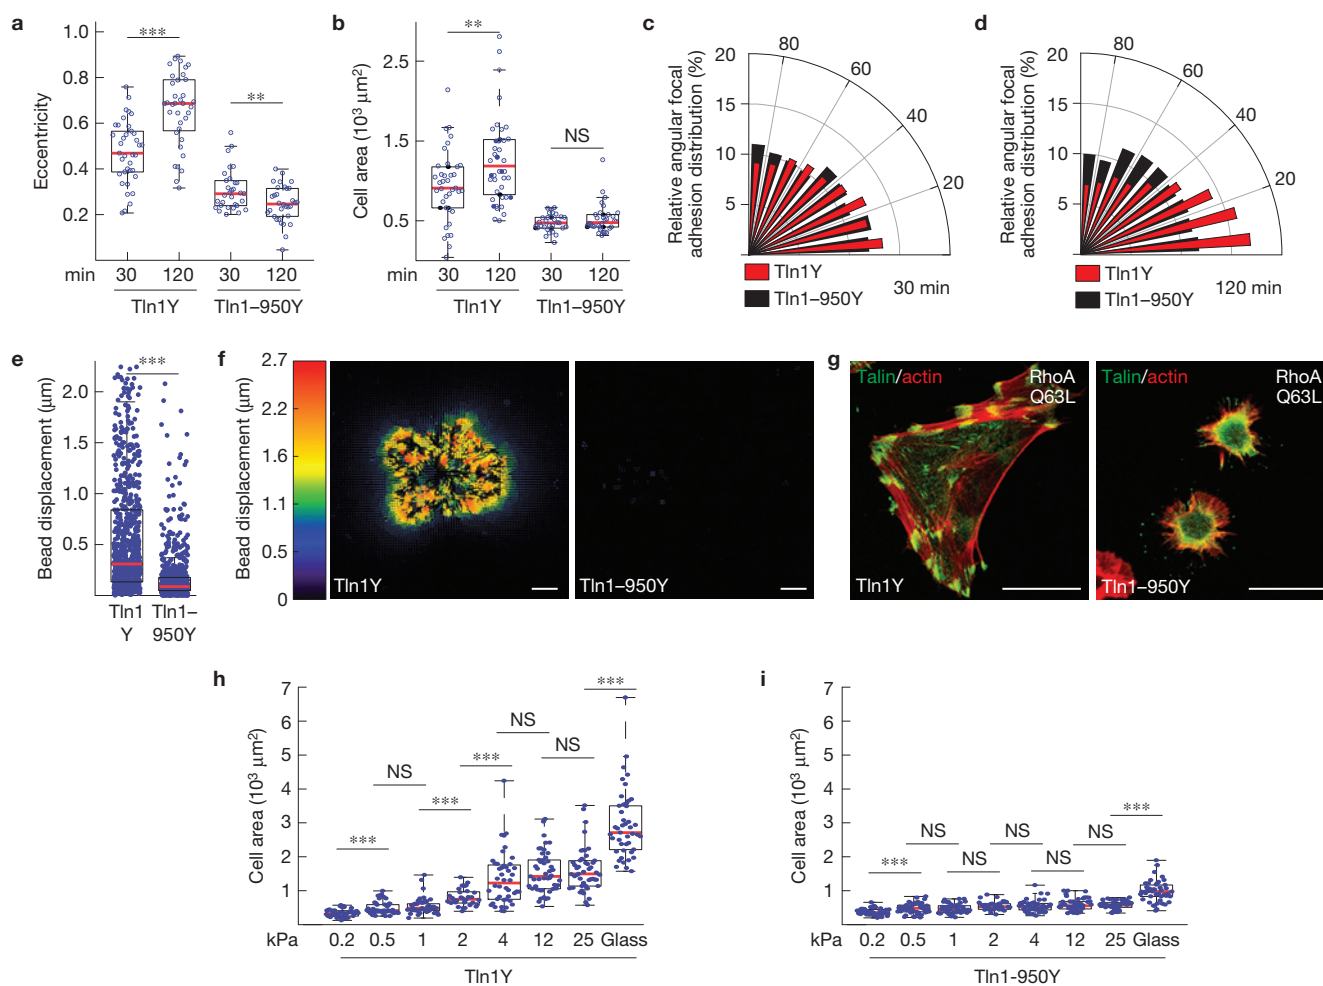 a
Eccentricity
1.0
0.8
0.6
0.4
0.2
***
**
min 30 120 30 120
Tln1Y Tln1–950Y
b
Cell area (10³ μm²)
2.5
1.5
0.5
**
NS
min 30 120 30 120
Tln1Y Tln1–950Y
c
Relative angular focal
adhesion distribution (%)
20
15
10
5
80
60
40
20
Tln1Y
Tln1–950Y
30 min
d
Relative angular focal
adhesion distribution (%)
20
15
10
5
80
60
40
20
Tln1Y
Tln1–950Y
120 min
e
Bead displacement (μm)
2.0
1.5
1.0
0.5
***
Tln1 Tln1–
Y 950Y
f
Bead displacement (μm)
2.7
2.2
1.6
1.1
0.5
0
Tln1Y
Tln1–950Y
g
Talin/actin
RhoA
Q63L
Tln1Y
Talin/actin
RhoA
Q63L
Tln1–950Y
h
Cell area (10³ μm²)
7
6
5
4
3
2
1
***
NS
***
***
NS
NS
***
kPa 0.2 0.5 1 2 4 12 25 Glass
Tln1Y
i
Cell area (10³ μm²)
7
6
5
4
3
2
1
***
NS
NS
NS
NS
NS
***
kPa 0.2 0.5 1 2 4 12 25 Glass
Tln1-950Y